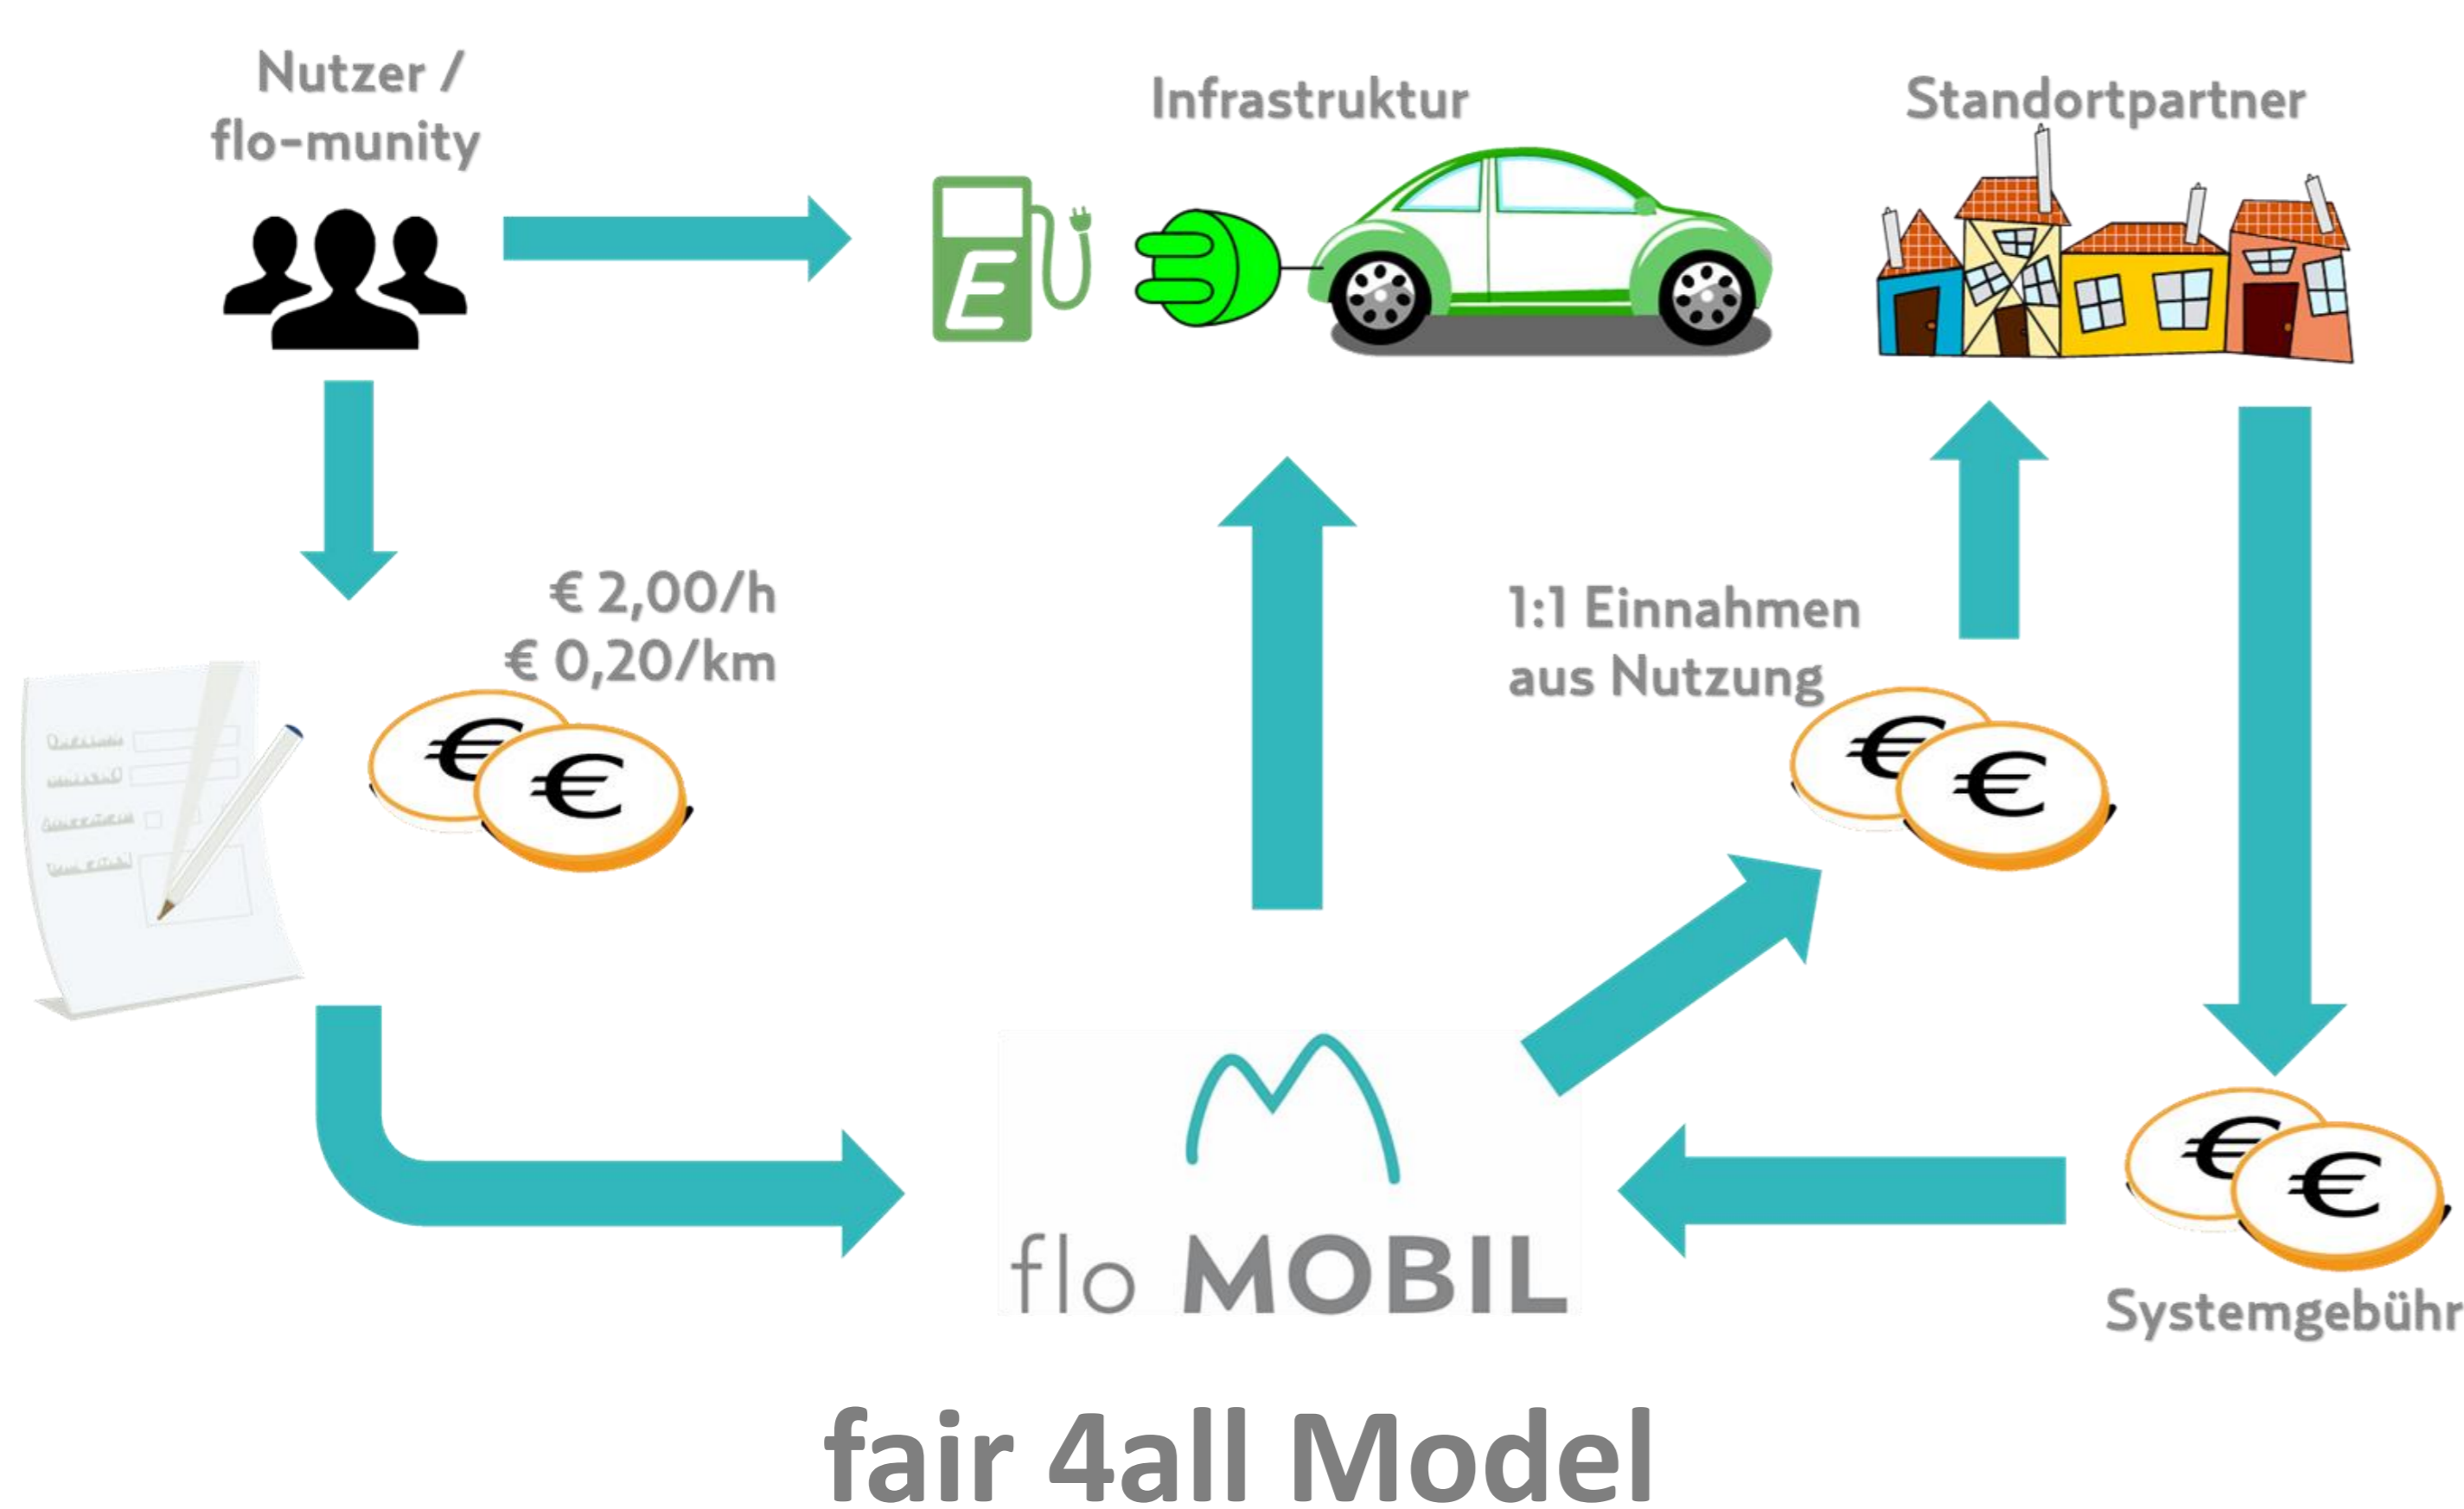 Nutzer /
flo-munity
Infrastruktur
Standortpartner
E
€ 2,00/h
€ 0,20/km
1:1 Einnahmen
aus Nutzung
€ €
€ €
€ €
flo MOBIL
Systemgebühr
fair 4all Model